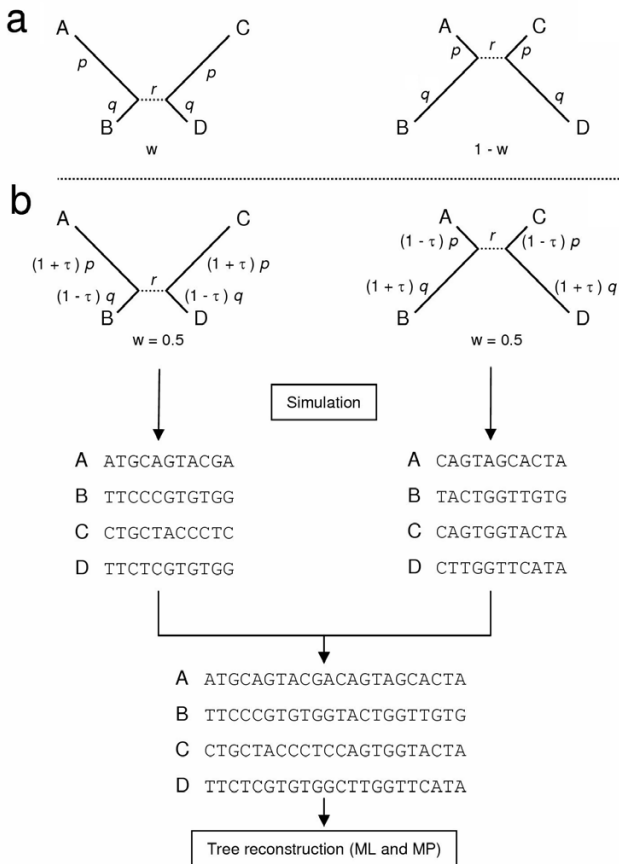 a
A C A C
p p p r p
q r q q q
B D B D
w 1 - w
b
A C A C
(1 + τ) p (1 + τ) p (1 - τ) p r (1 - τ) p
(1 - τ) q r (1 - τ) q (1 + τ) q (1 + τ) q
B D B D
w = 0.5 w = 0.5
Simulation
A ATGCAGTACGA A CAGTAGCACTA
B TTCCCGTGTGG B TACTGGTTGTG
C CTGCTACCCTC C CAGTGGTACTA
D TTCTCGTGTGG D CTTGGTTCATA
A ATGCAGTACGACAGTAGCACTA
B TTCCCGTGTGGTACTGGTTGTG
C CTGCTACCCTCCAGTGGTACTA
D TTCTCGTGTGGCTTGGTTCATA
Tree reconstruction (ML and MP)